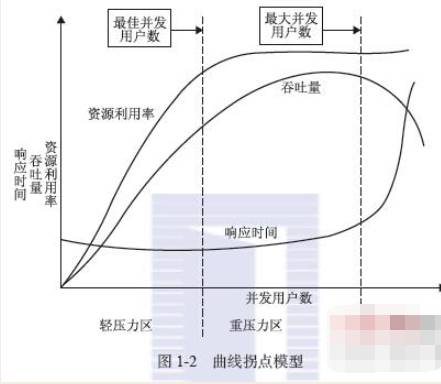 最佳并发
用户数
最大并发
用户数
资源利用率
吞吐量
响应时间
资源利用率
吞吐量
响应时间
并发用户数
轻压力区
重压力区
图 1-2 曲线拐点模型